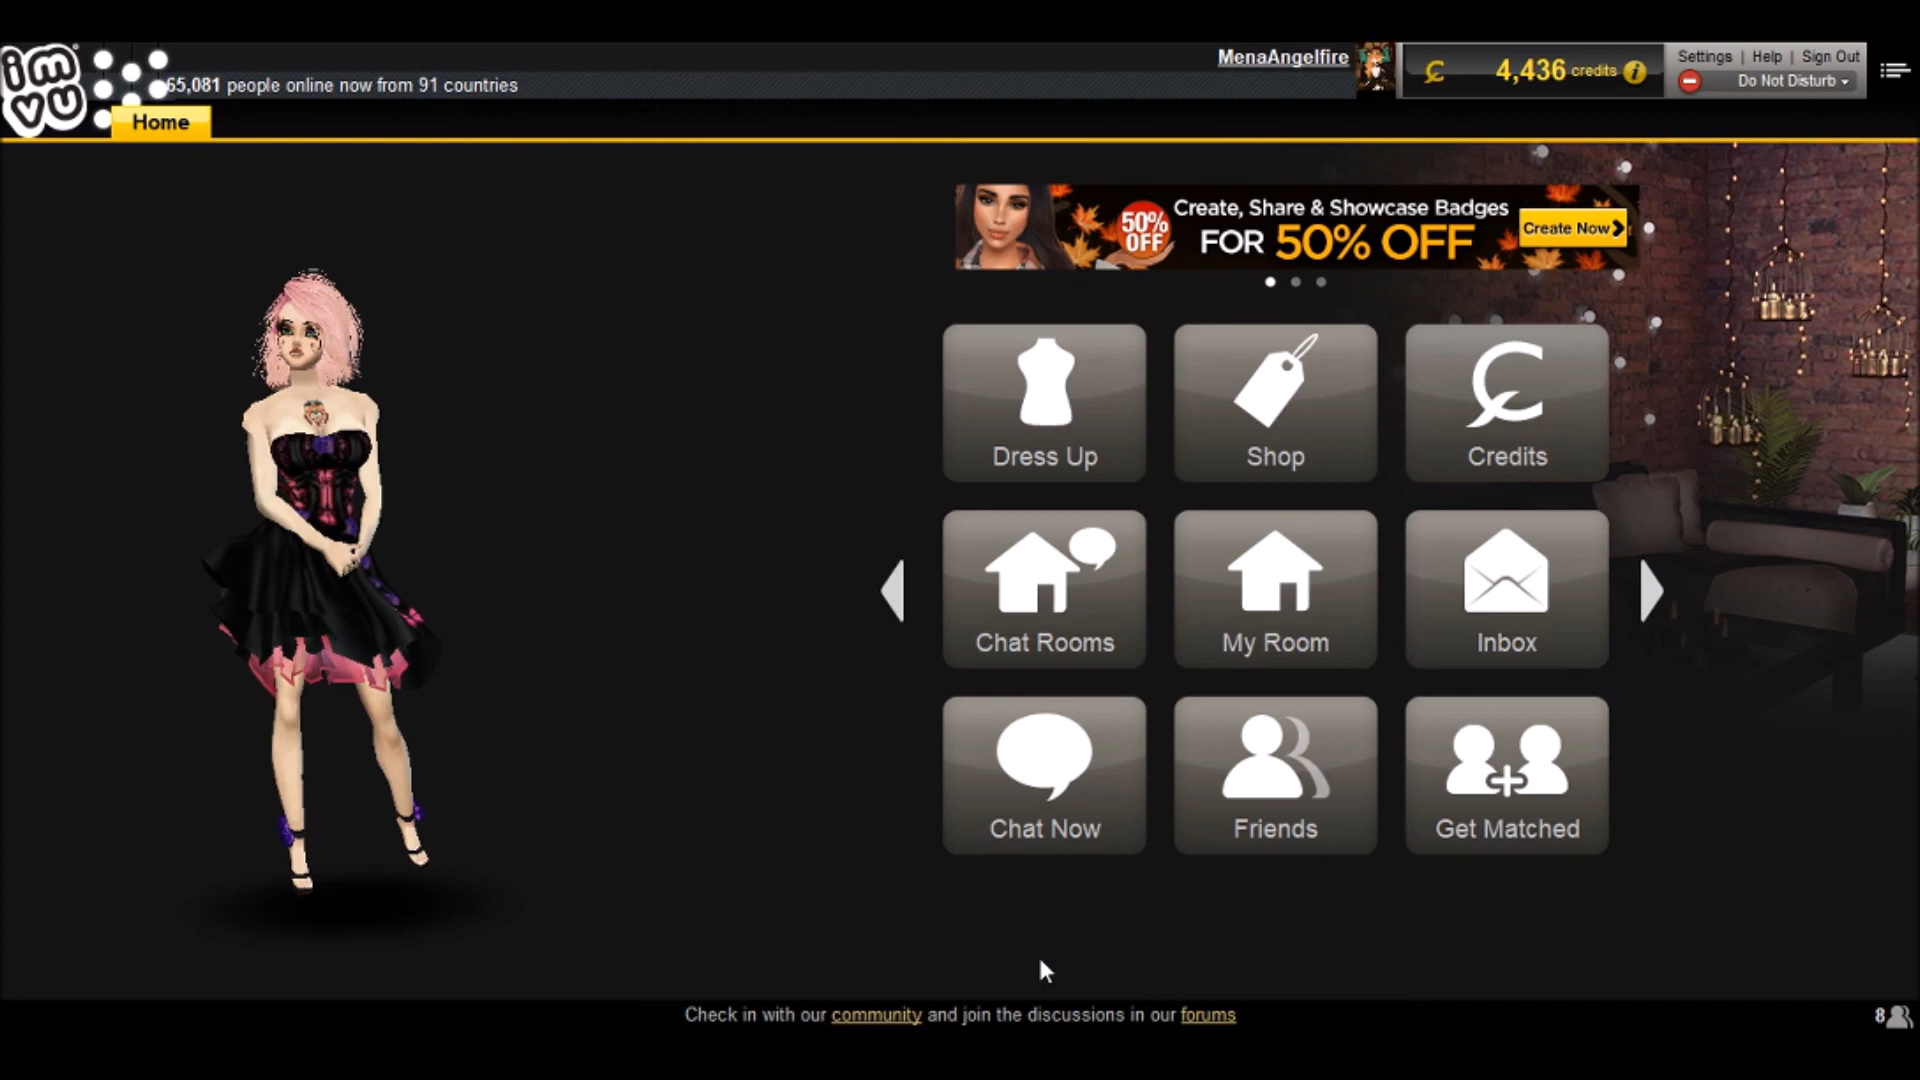 imvu
MenaAngelfire
4,436 credits
Settings | Help | Sign Out
65,081 people online now from 91 countries
Do Not Disturb
Home
50% OFF
Create, Share & Showcase Badges
FOR 50% OFF
Create Now
Dress Up
Shop
Credits
Chat Rooms
My Room
Inbox
Chat Now
Friends
Get Matched
Check in with our community and join the discussions in our forums
8